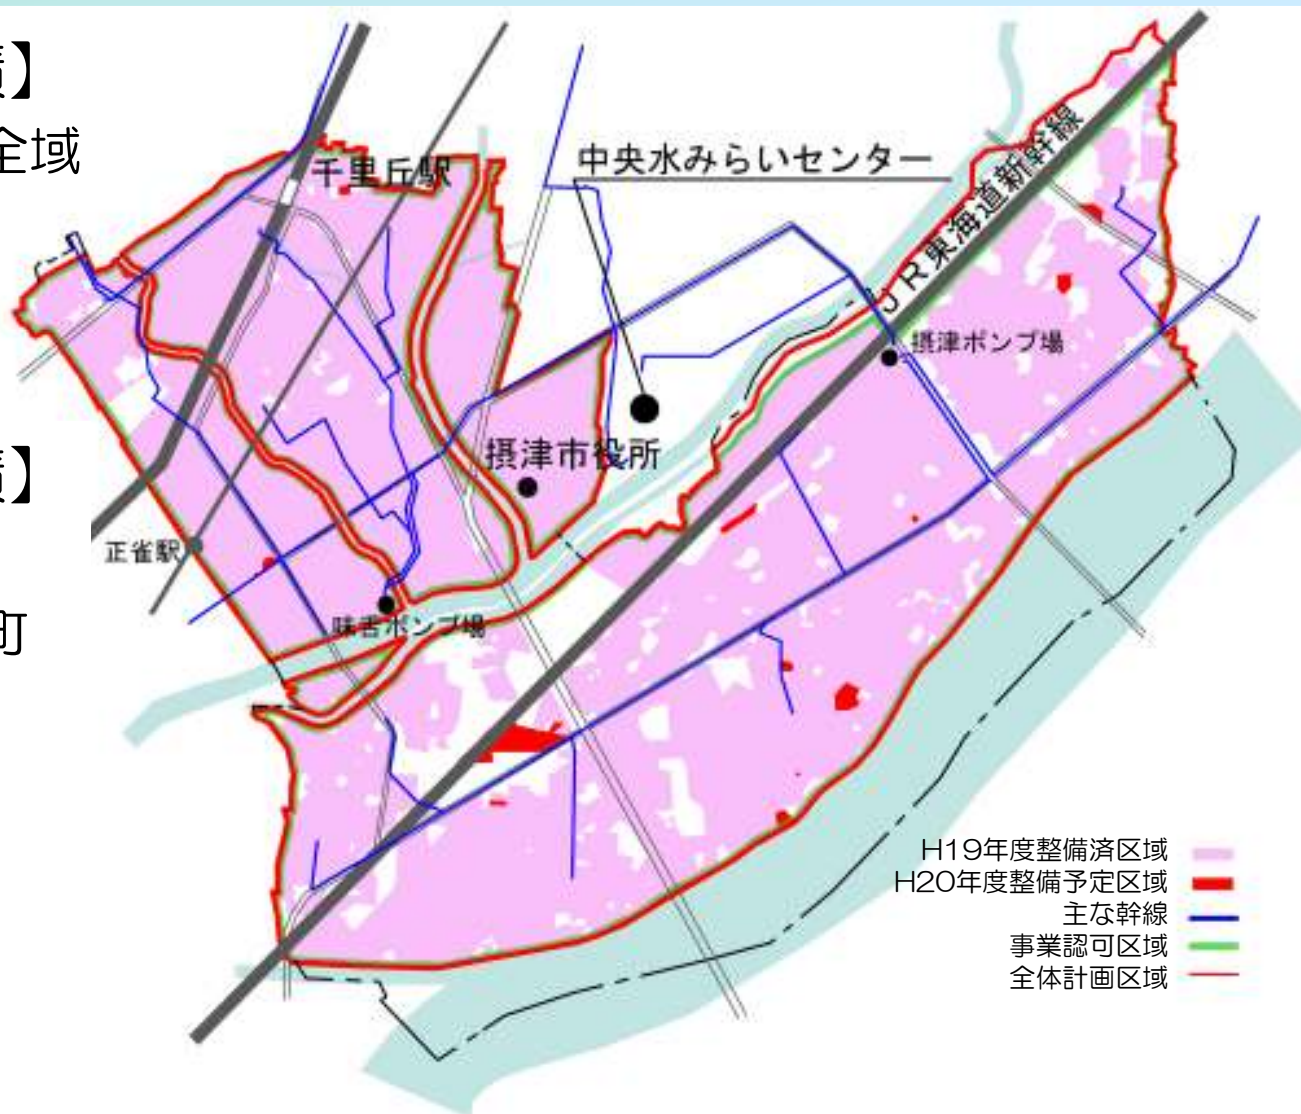 績】
全域
千里丘駅
中央水みらいセンター
JR東海道新幹線
摂津ポンプ場
摂津市役所
績】
正雀駅
味舌ポンプ場
町
H19年度整備済区域
H20年度整備予定区域
主な幹線
事業認可区域
全体計画区域